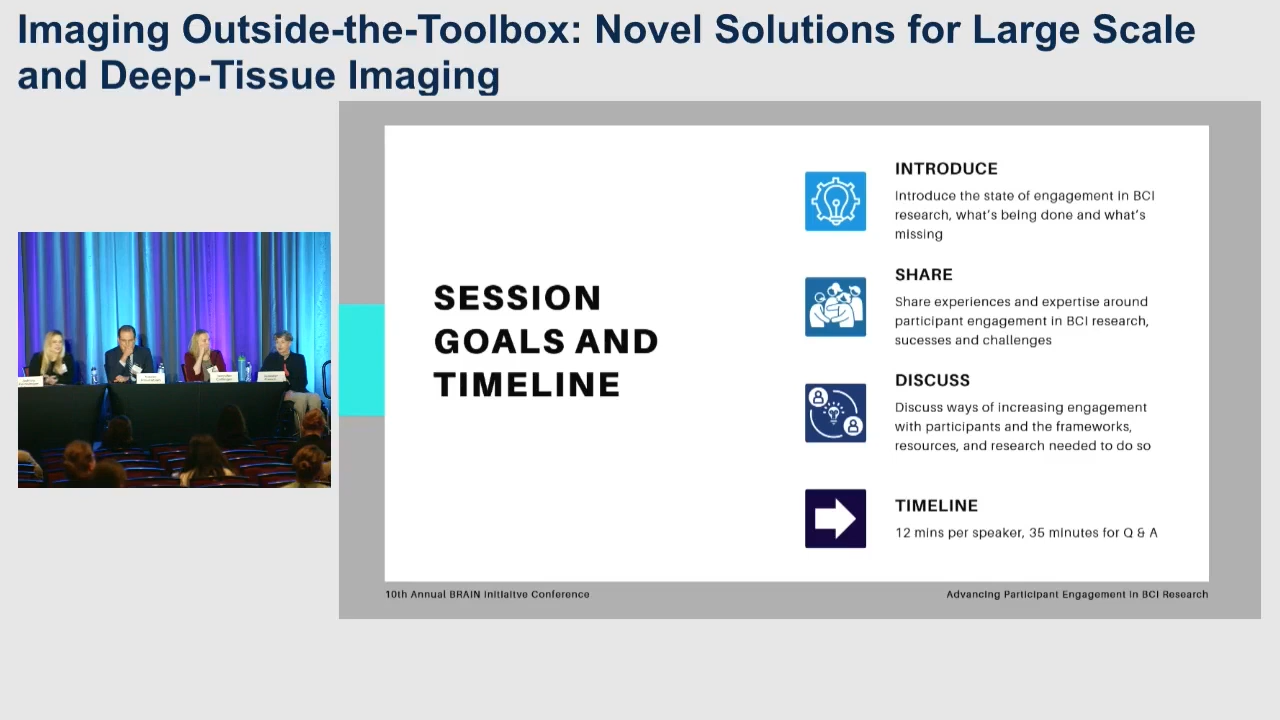 Imaging Outside-the-Toolbox: Novel Solutions for Large Scale
and Deep-Tissue Imaging
SESSION
GOALS AND
TIMELINE
INTRODUCE
Introduce the state of engagement in BCI
research, what's being done and what's
missing
SHARE
Share experiences and expertise around
participant engagement in BCI research,
sucesses and challenges
DISCUSS
Discuss ways of increasing engagement
with participants and the frameworks,
resources, and research needed to do so
TIMELINE
12 mins per speaker, 35 minutes for Q & A
10th Annual BRAIN Initiaitve Conference
Advancing Participant Engagement in BCI Research